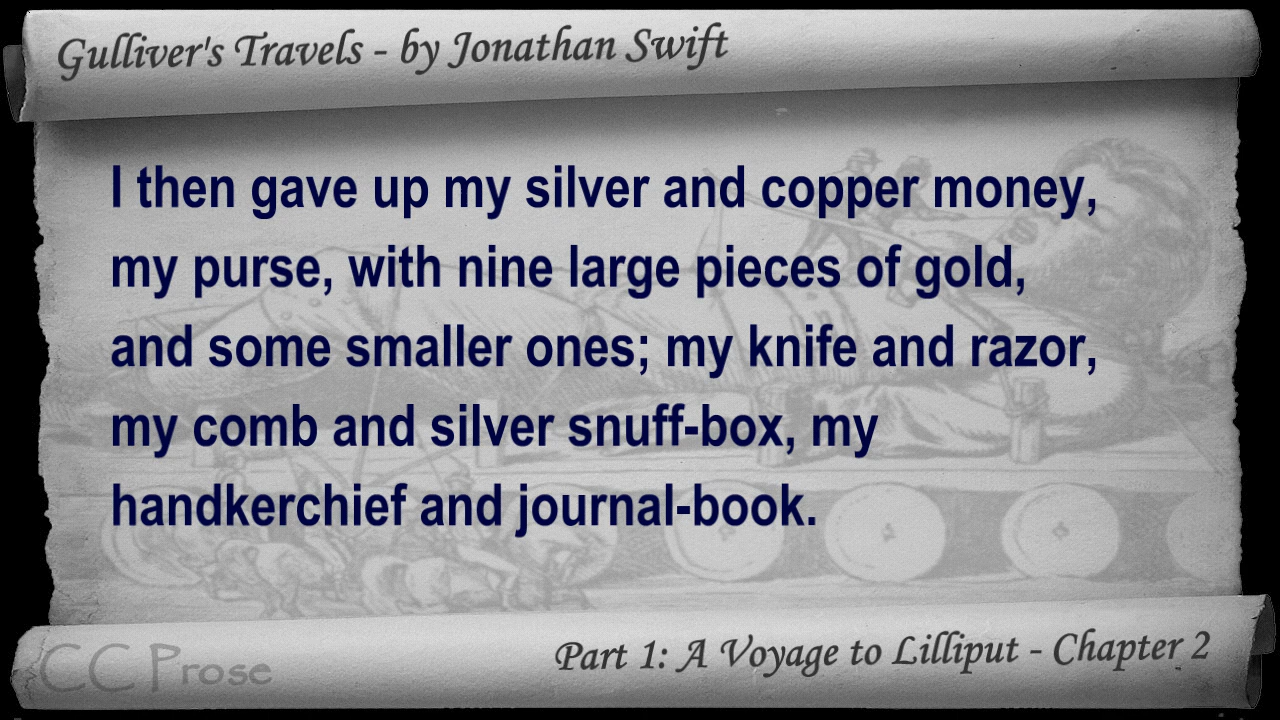 Gulliver's Travels - by Jonathan Swift
I then gave up my silver and copper money,
my purse, with nine large pieces of gold,
and some smaller ones; my knife and razor,
my comb and silver snuff-box, my
handkerchief and journal-book.
CC Prose
Part 1: A Voyage to Lilliput - Chapter 2